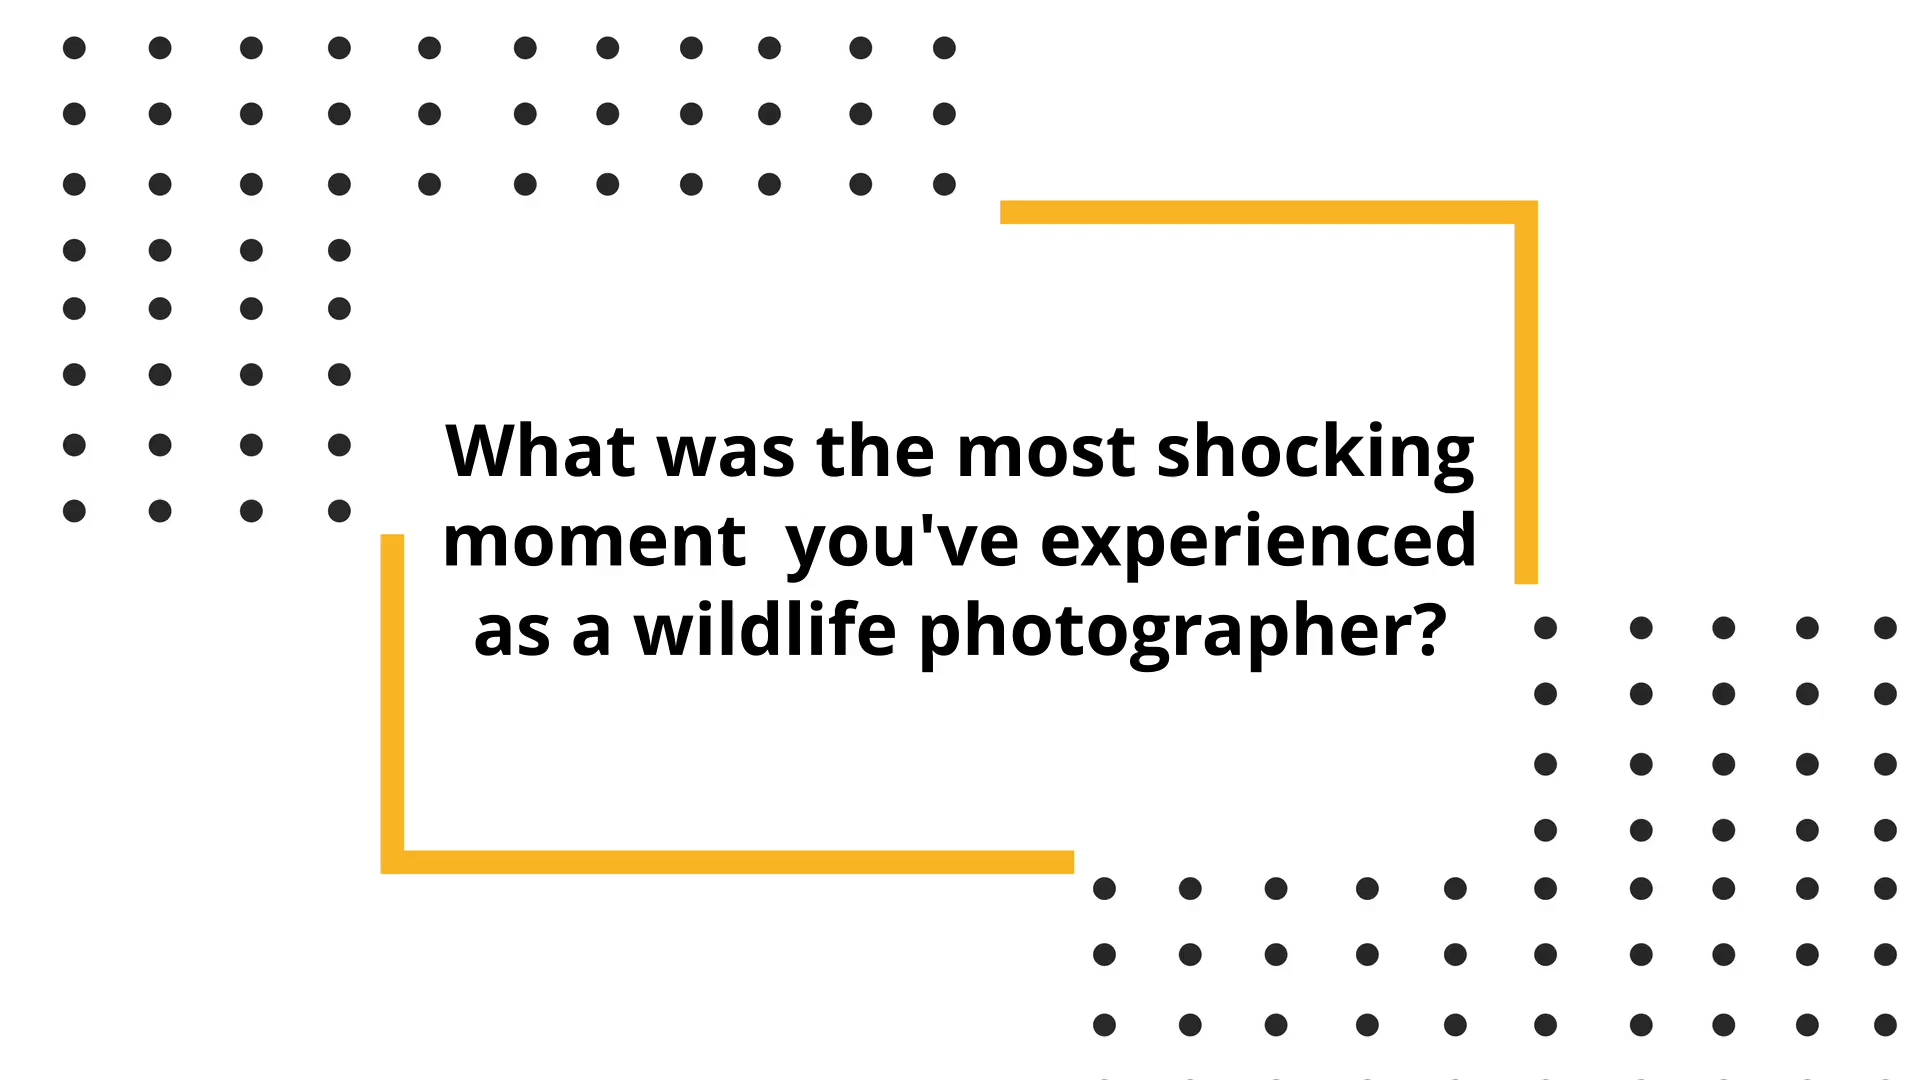 What was the most shocking
moment  you've experienced
as a wildlife photographer?